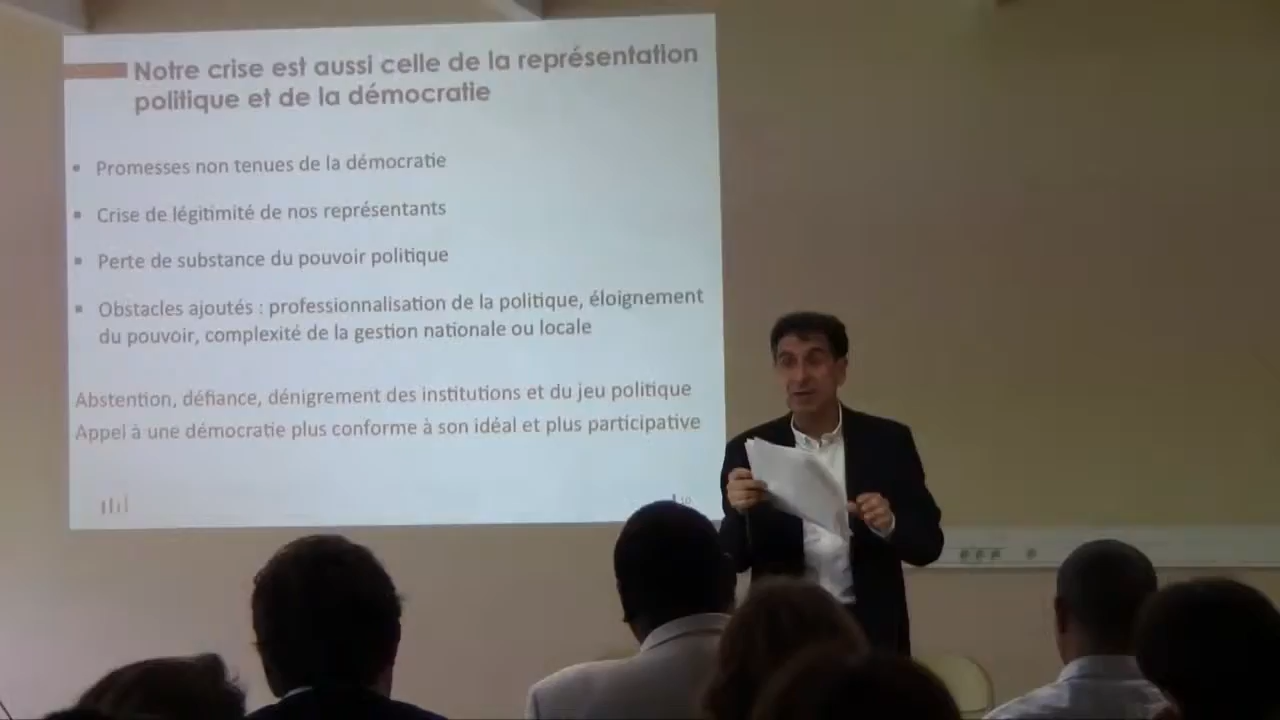 Notre crise est aussi celle de la représentation
politique et de la démocratie
▪ Promesses non tenues de la démocratie
▪ Crise de légitimité de nos représentants
▪ Perte de substance du pouvoir politique
▪ Obstacles ajoutés : professionnalisation de la politique, éloignement
du pouvoir, complexité de la gestion nationale ou locale
Abstention, défiance, dénigrement des institutions et du jeu politique
Appel à une démocratie plus conforme à son idéal et plus participative
10